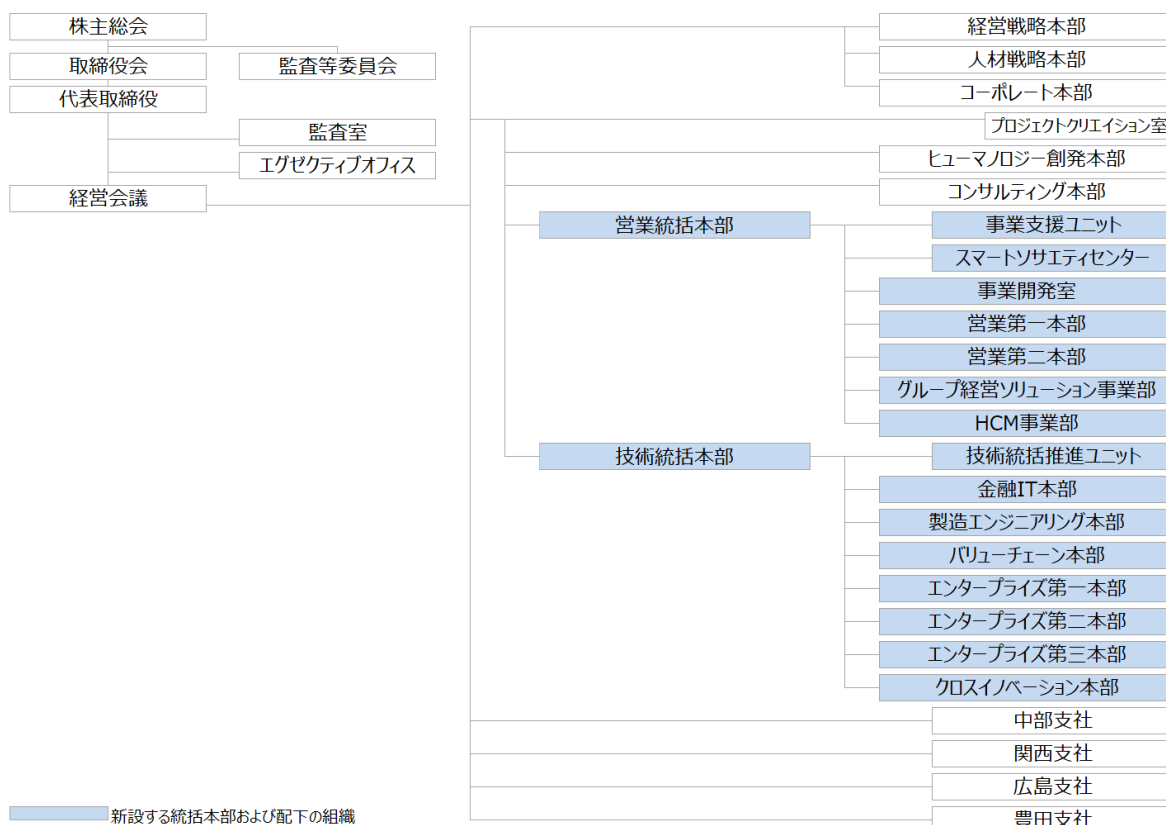 株主総会
取締役会
監査等委員会
代表取締役
監査室
エグゼクティブオフィス
経営会議
経営戦略本部
人材戦略本部
コーポレート本部
プロジェクトクリエイション室
ヒューマノロジー創発本部
コンサルティング本部
営業統括本部
事業支援ユニット
スマートソサエティセンター
事業開発室
営業第一本部
営業第二本部
グループ経営ソリューション事業部
HCM事業部
技術統括本部
技術統括推進ユニット
金融IT本部
製造エンジニアリング本部
バリューチェーン本部
エンタープライズ第一本部
エンタープライズ第二本部
エンタープライズ第三本部
クロスイノベーション本部
中部支社
関西支社
広島支社
豊田支社
新設する統括本部および配下の組織